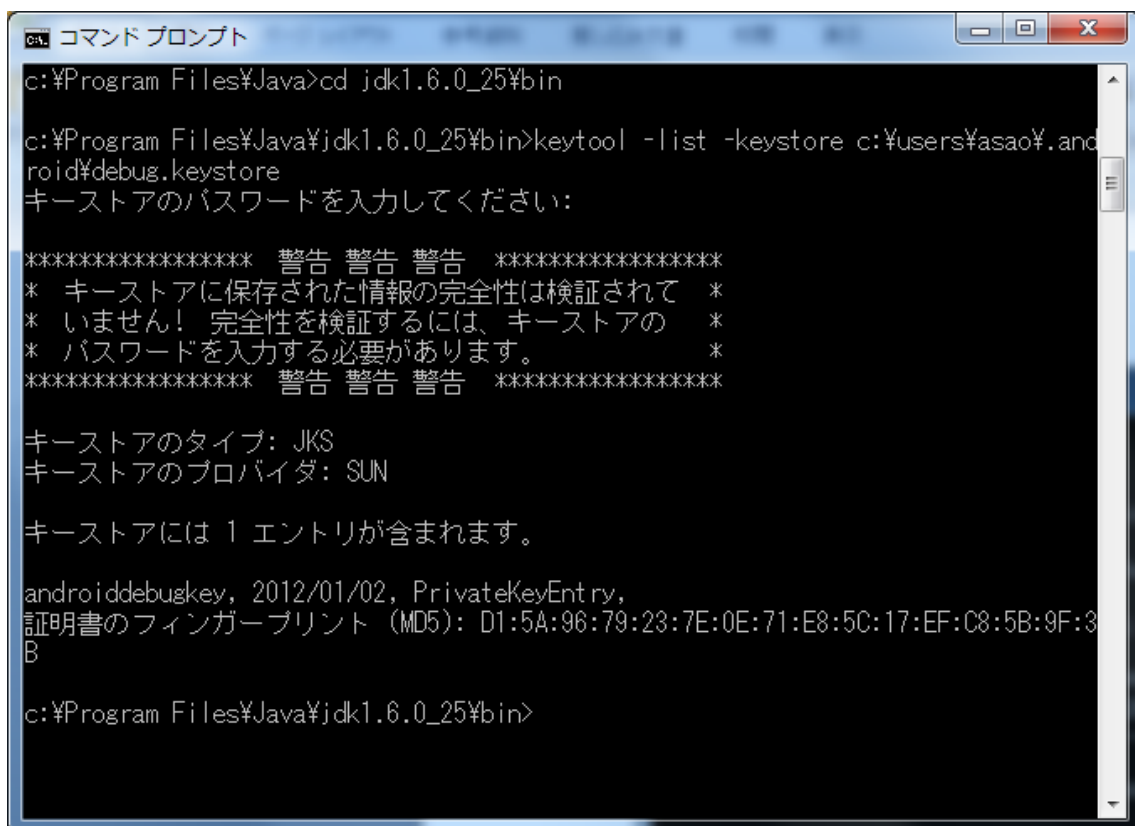 コマンド プロンプト
c:¥Program Files¥Java>cd jdk1.6.0_25¥bin
c:¥Program Files¥Java¥jdk1.6.0_25¥bin>keytool -list -keystore c:¥users¥asao¥.and
roid¥debug.keystore
キーストアのパスワードを入力してください:
***************** 警告 警告 警告  *****************
*  キーストアに保存された情報の完全性は検証されて  *
*  いません!  完全性を検証するには、キーストアの   *
*  パスワードを入力する必要があります。             *
***************** 警告 警告 警告  *****************
キーストアのタイプ: JKS
キーストアのプロバイダ: SUN
キーストアには 1 エントリが含まれます。
androiddebugkey, 2012/01/02, PrivateKeyEntry,
証明書のフィンガープリント (MD5): D1:5A:96:79:23:7E:0E:71:E8:5C:17:EF:C8:5B:9F:3
B
c:¥Program Files¥Java¥jdk1.6.0_25¥bin>